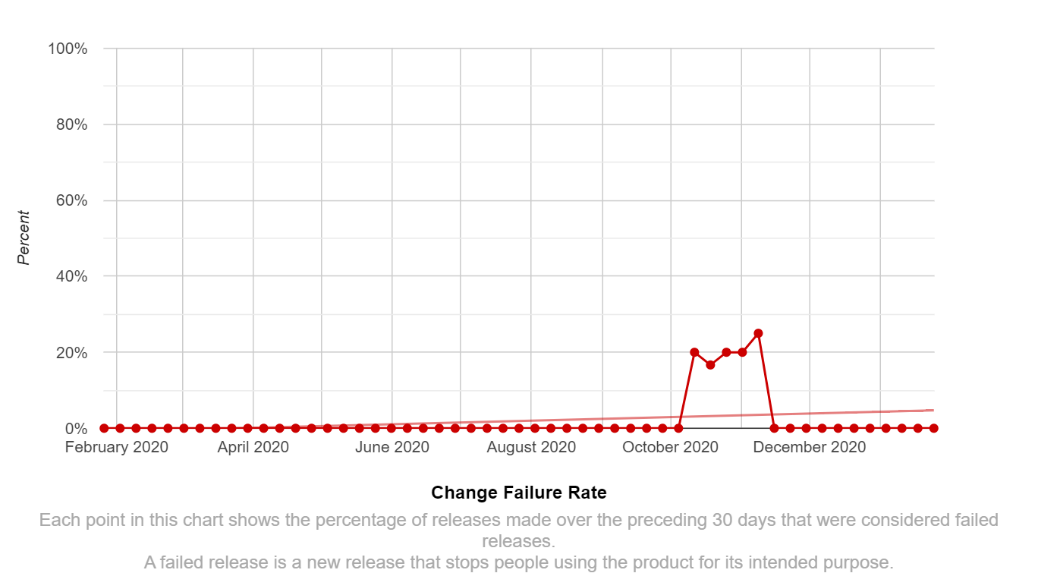 100%
80%
60%
40%
20%
0%
Percent
February 2020
April 2020
June 2020
August 2020
October 2020
December 2020
Change Failure Rate
Each point in this chart shows the percentage of releases made over the preceding 30 days that were considered failed
releases.
A failed release is a new release that stops people using the product for its intended purpose.